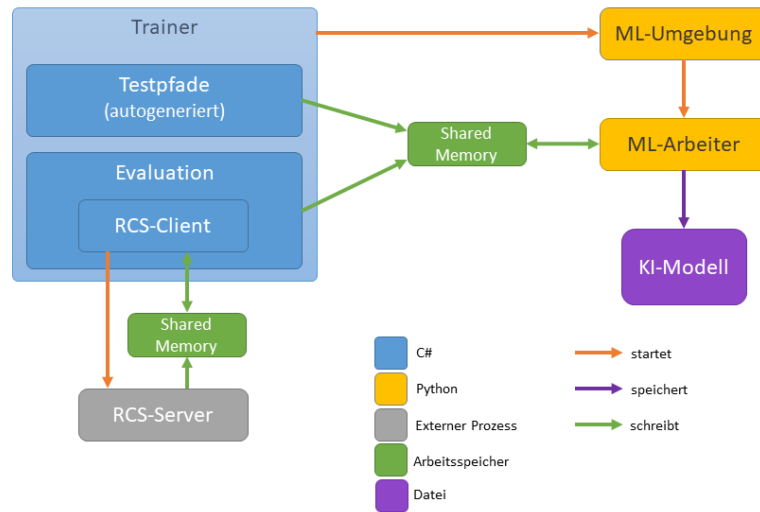 Trainer
Testpfade
(autogeneriert)
Evaluation
RCS-Client
Shared
Memory
RCS-Server
Shared
Memory
ML-Umgebung
ML-Arbeiter
KI-Modell
C#
Python
Externer Prozess
Arbeitsspeicher
Datei
startet
speichert
schreibt